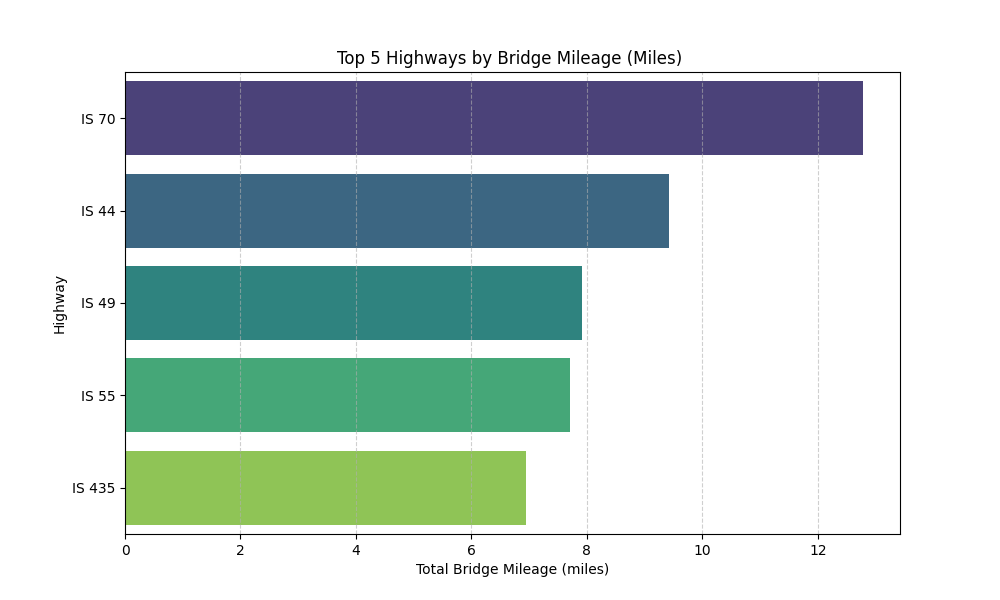 Top 5 Highways by Bridge Mileage (Miles)
Highway
IS 70
IS 44
IS 49
IS 55
IS 435
0 2 4 6 8 10 12
Total Bridge Mileage (miles)